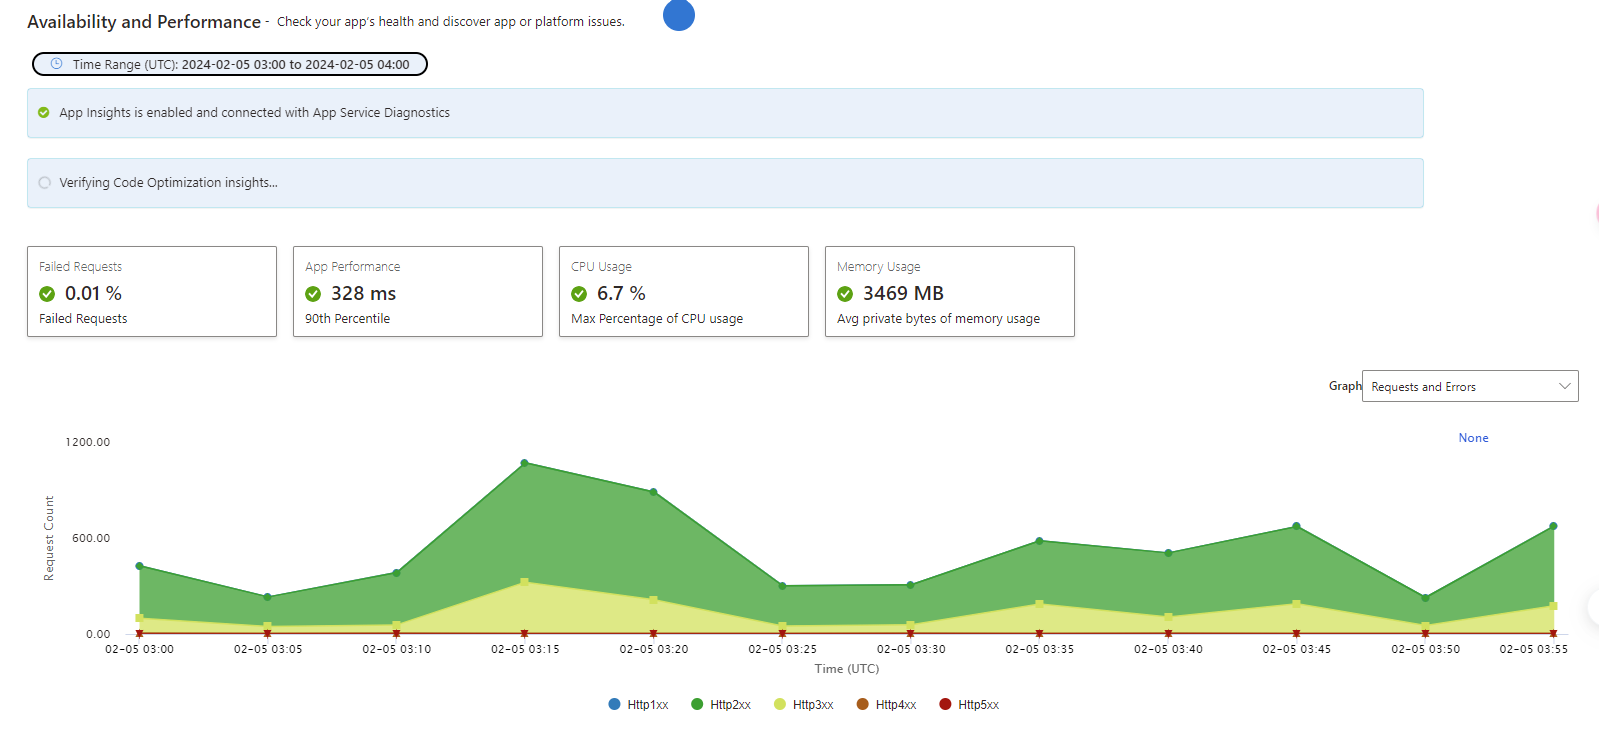 Availability and Performance - Check your app's health and discover app or platform issues.
Time Range (UTC): 2024-02-05 03:00 to 2024-02-05 04:00
App Insights is enabled and connected with App Service Diagnostics
Verifying Code Optimization insights...
Failed Requests
0.01 %
Failed Requests
App Performance
328 ms
90th Percentile
CPU Usage
6.7 %
Max Percentage of CPU usage
Memory Usage
3469 MB
Avg private bytes of memory usage
Graph Requests and Errors
None
1200.00
600.00
0.00
Request Count
02-05 03:00 02-05 03:05 02-05 03:10 02-05 03:15 02-05 03:20 02-05 03:25 02-05 03:30 02-05 03:35 02-05 03:40 02-05 03:45 02-05 03:50 02-05 03:55
Time (UTC)
Http1xx Http2xx Http3xx Http4xx Http5xx